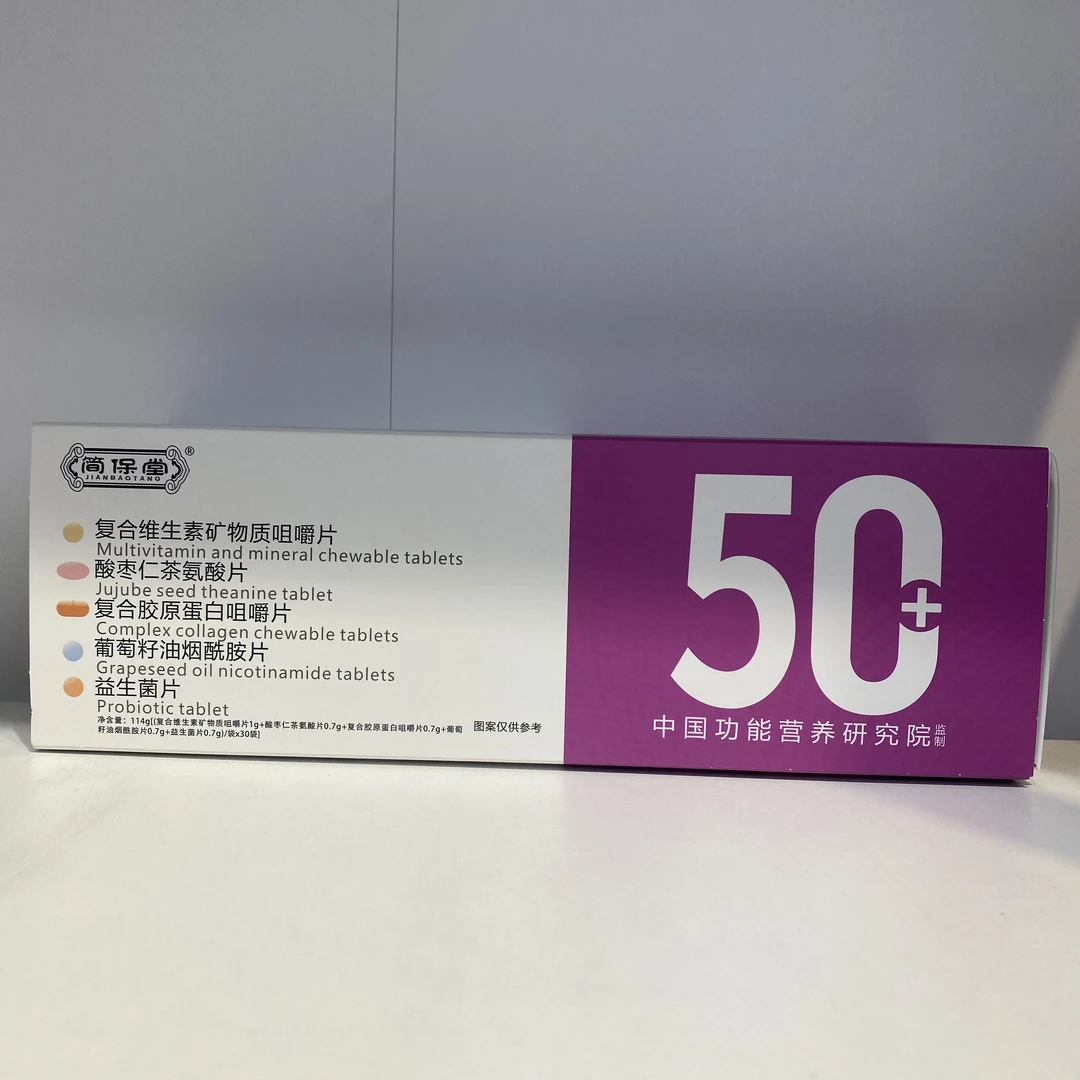 简保堂®
JIANBAOTANG
复合维生素矿物质咀嚼片
Multivitamin and mineral chewable tablets
酸枣仁茶氨酸片
Jujube seed theanine tablet
复合胶原蛋白咀嚼片
Complex collagen chewable tablets
葡萄籽油烟酰胺片
Grapeseed oil nicotinamide tablets
益生菌片
Probiotic tablet
净含量：114g[(复合维生素矿物质咀嚼片1g+酸枣仁茶氨酸片0.7g+复合胶原蛋白咀嚼片0.7g+葡萄
籽油烟酰胺片0.7g+益生菌片0.7g)/袋x30袋]
图案仅供参考
50+
中国功能营养研究院监制